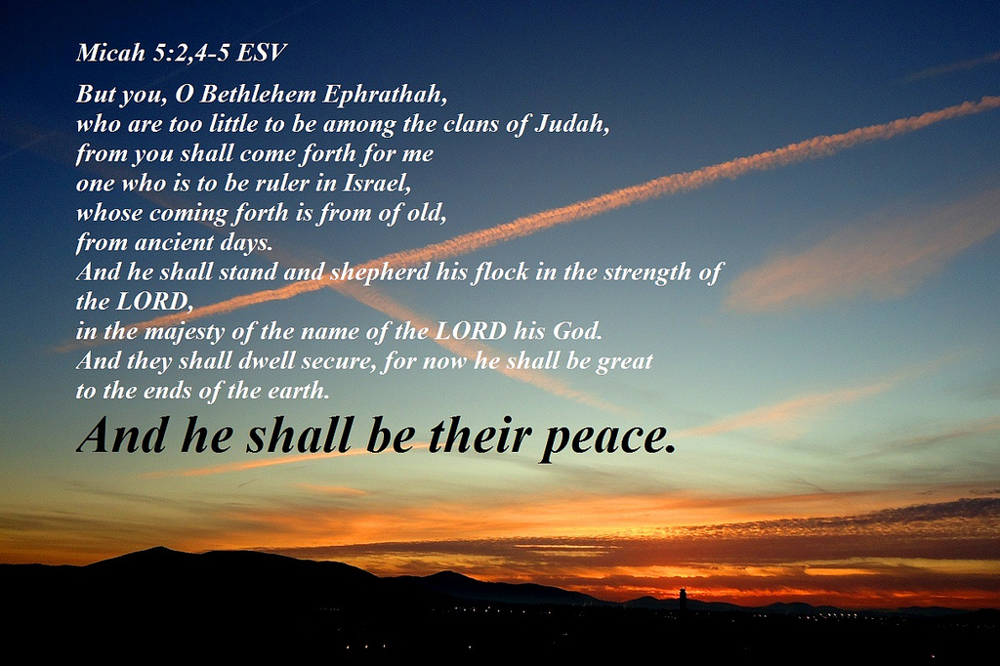 Micah 5:2,4-5 ESV
But you, O Bethlehem Ephrathah,
who are too little to be among the clans of Judah,
from you shall come forth for me
one who is to be ruler in Israel,
whose coming forth is from of old,
from ancient days.
And he shall stand and shepherd his flock in the strength of
the LORD,
in the majesty of the name of the LORD his God.
And they shall dwell secure, for now he shall be great
to the ends of the earth.
And he shall be their peace.